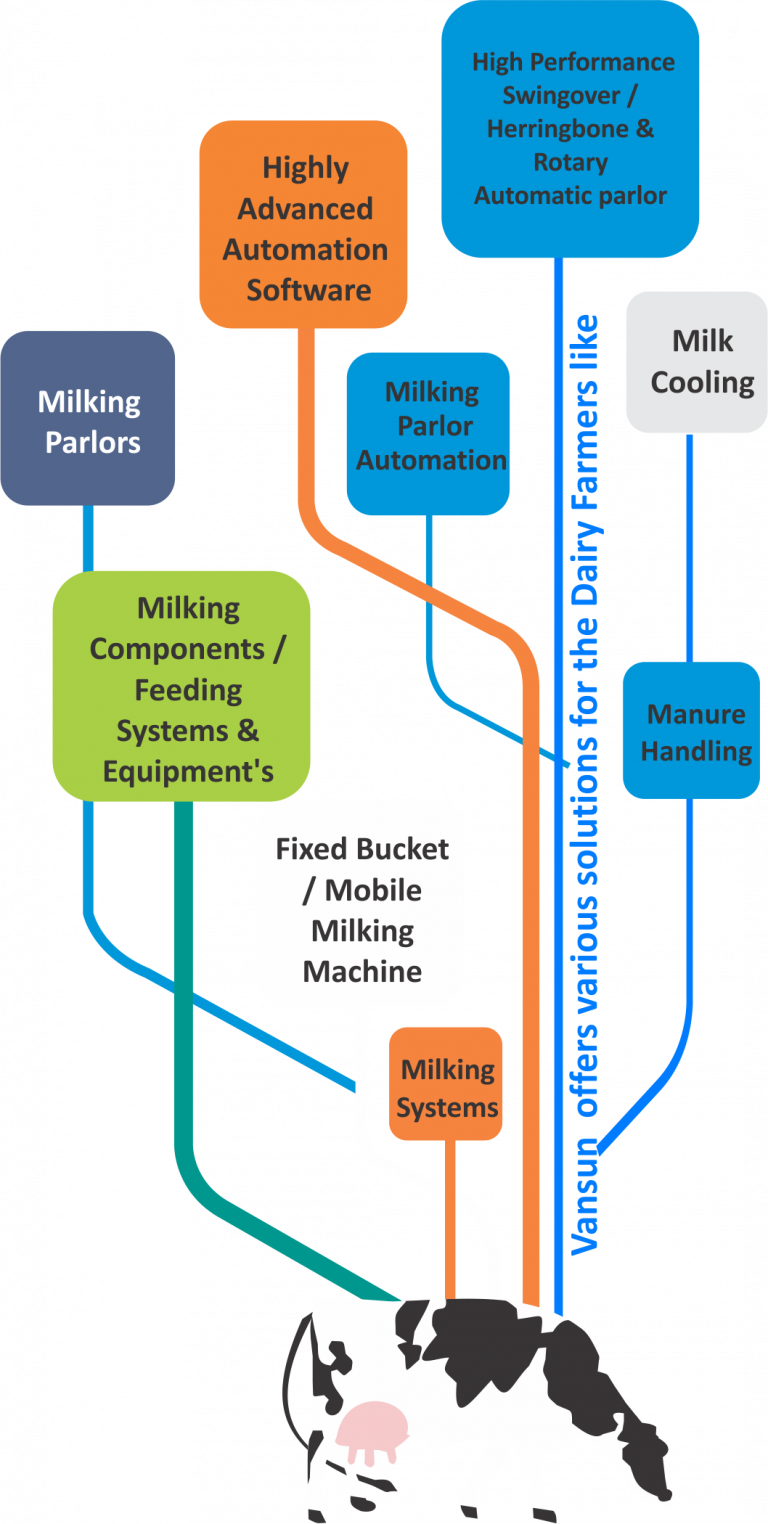 High Performance
Swingover /
Herringbone &
Rotary
Automatic parlor
Highly
Advanced
Automation
Software
Milk
Cooling
Milking
Parlors
Milking
Parlor
Automation
Vansun offers various solutions for the Dairy Farmers like
Milking
Components /
Feeding
Systems &
Equipment's
Manure
Handling
Fixed Bucket
/ Mobile
Milking
Machine
Milking
Systems